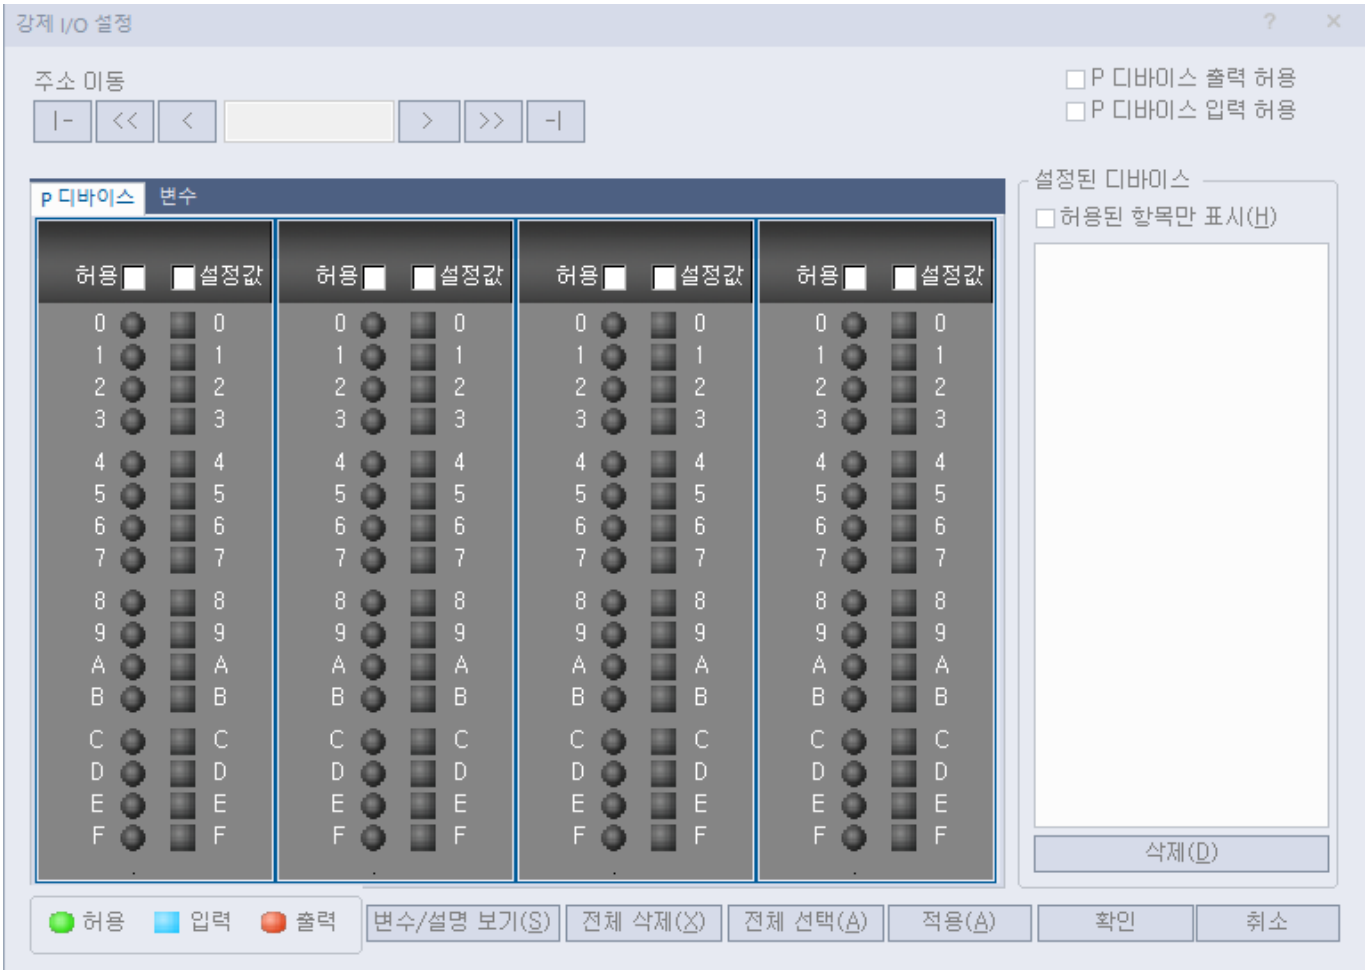 강제 I/O 설정 ? ×
주소 이동
|- << < > >> -|
P 디바이스 출력 허용
P 디바이스 입력 허용
P 디바이스 변수
허용 설정값 허용 설정값 허용 설정값 허용 설정값
0 0 0 0 0 0 0 0
1 1 1 1 1 1 1 1
2 2 2 2 2 2 2 2
3 3 3 3 3 3 3 3
4 4 4 4 4 4 4 4
5 5 5 5 5 5 5 5
6 6 6 6 6 6 6 6
7 7 7 7 7 7 7 7
8 8 8 8 8 8 8 8
9 9 9 9 9 9 9 9
A A A A A A A A
B B B B B B B B
C C C C C C C C
D D D D D D D D
E E E E E E E E
F F F F F F F F
설정된 디바이스
허용된 항목만 표시(H)
삭제(D)
허용 입력 출력 변수/설명 보기(S) 전체 삭제(X) 전체 선택(A) 적용(A) 확인 취소